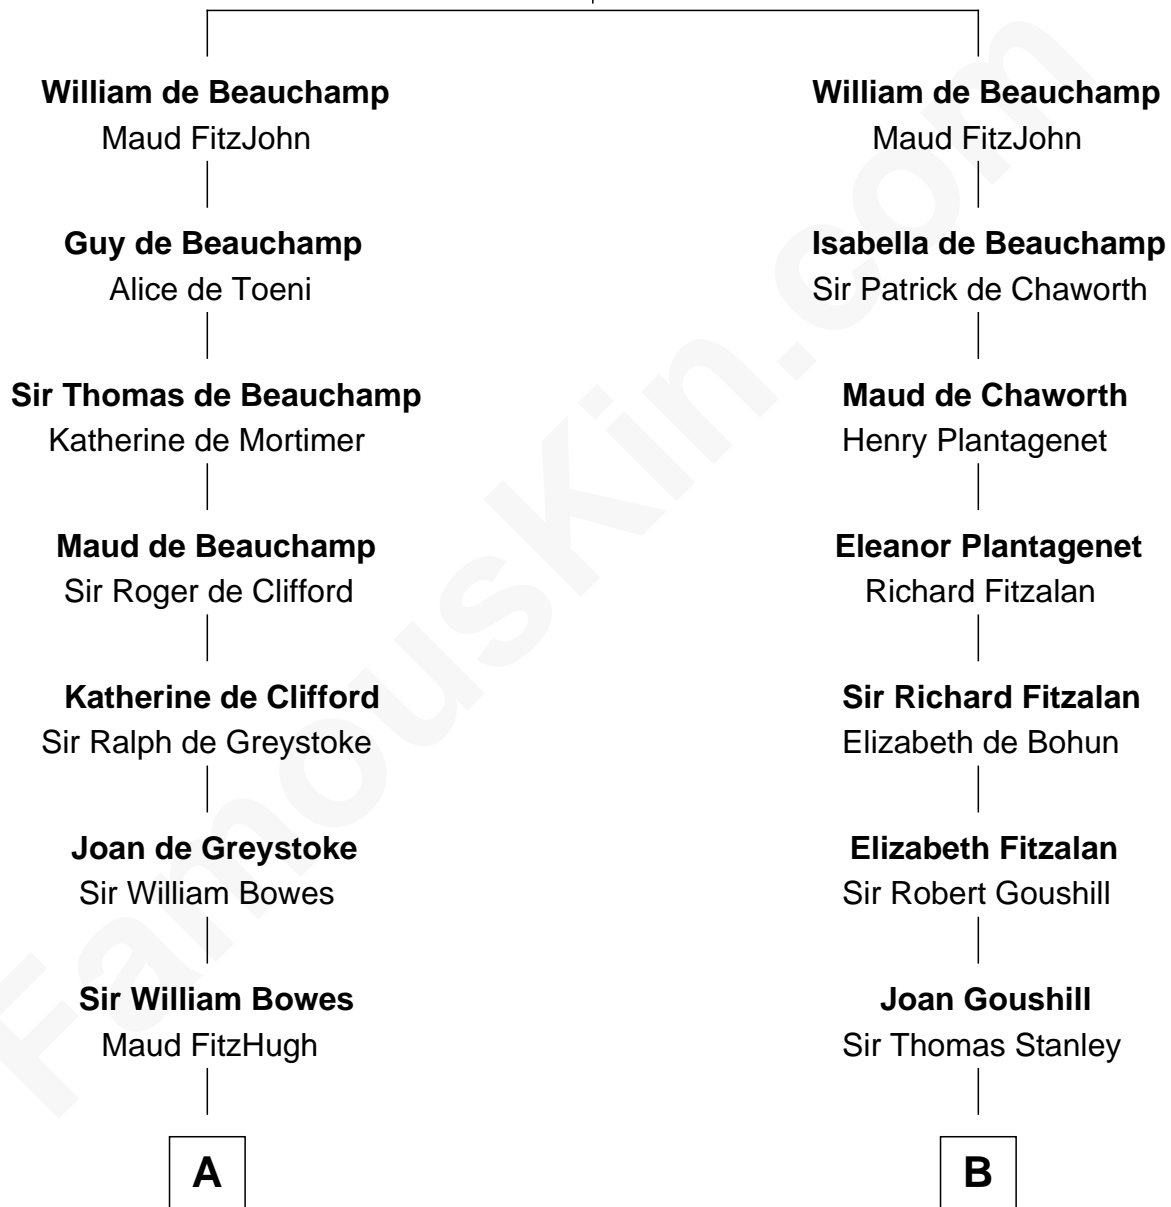 William de Beauchamp
Maud FitzJohn
Guy de Beauchamp
Alice de Toeni
Sir Thomas de Beauchamp
Katherine de Mortimer
Maud de Beauchamp
Sir Roger de Clifford
Katherine de Clifford
Sir Ralph de Greystoke
Joan de Greystoke
Sir William Bowes
Sir William Bowes
Maud FitzHugh
A
William de Beauchamp
Maud FitzJohn
Isabella de Beauchamp
Sir Patrick de Chaworth
Maud de Chaworth
Henry Plantagenet
Eleanor Plantagenet
Richard Fitzalan
Sir Richard Fitzalan
Elizabeth de Bohun
Elizabeth Fitzalan
Sir Robert Goushill
Joan Goushill
Sir Thomas Stanley
B
FamousKin.com